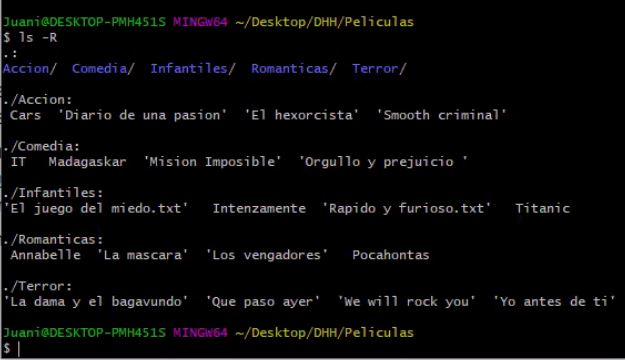 Juani@DESKTOP-PMH451S MINGW64 ~/Desktop/DHH/Peliculas
$ ls -R
.:
Accion/  Comedia/  Infantiles/  Romanticas/  Terror/
./Accion:
Cars  'Diario de una pasion'  'El hexorcista'  'Smooth criminal'
./Comedia:
IT   Madagaskar  'Mision Imposible'  'Orgullo y prejuicio '
./Infantiles:
'El juego del miedo.txt'   Intenzamente  'Rapido y furioso.txt'   Titanic
./Romanticas:
Annabelle  'La mascara'  'Los vengadores'   Pocahontas
./Terror:
'La dama y el bagavundo'  'Que paso ayer'  'We will rock you'  'Yo antes de ti'
Juani@DESKTOP-PMH451S MINGW64 ~/Desktop/DHH/Peliculas
$